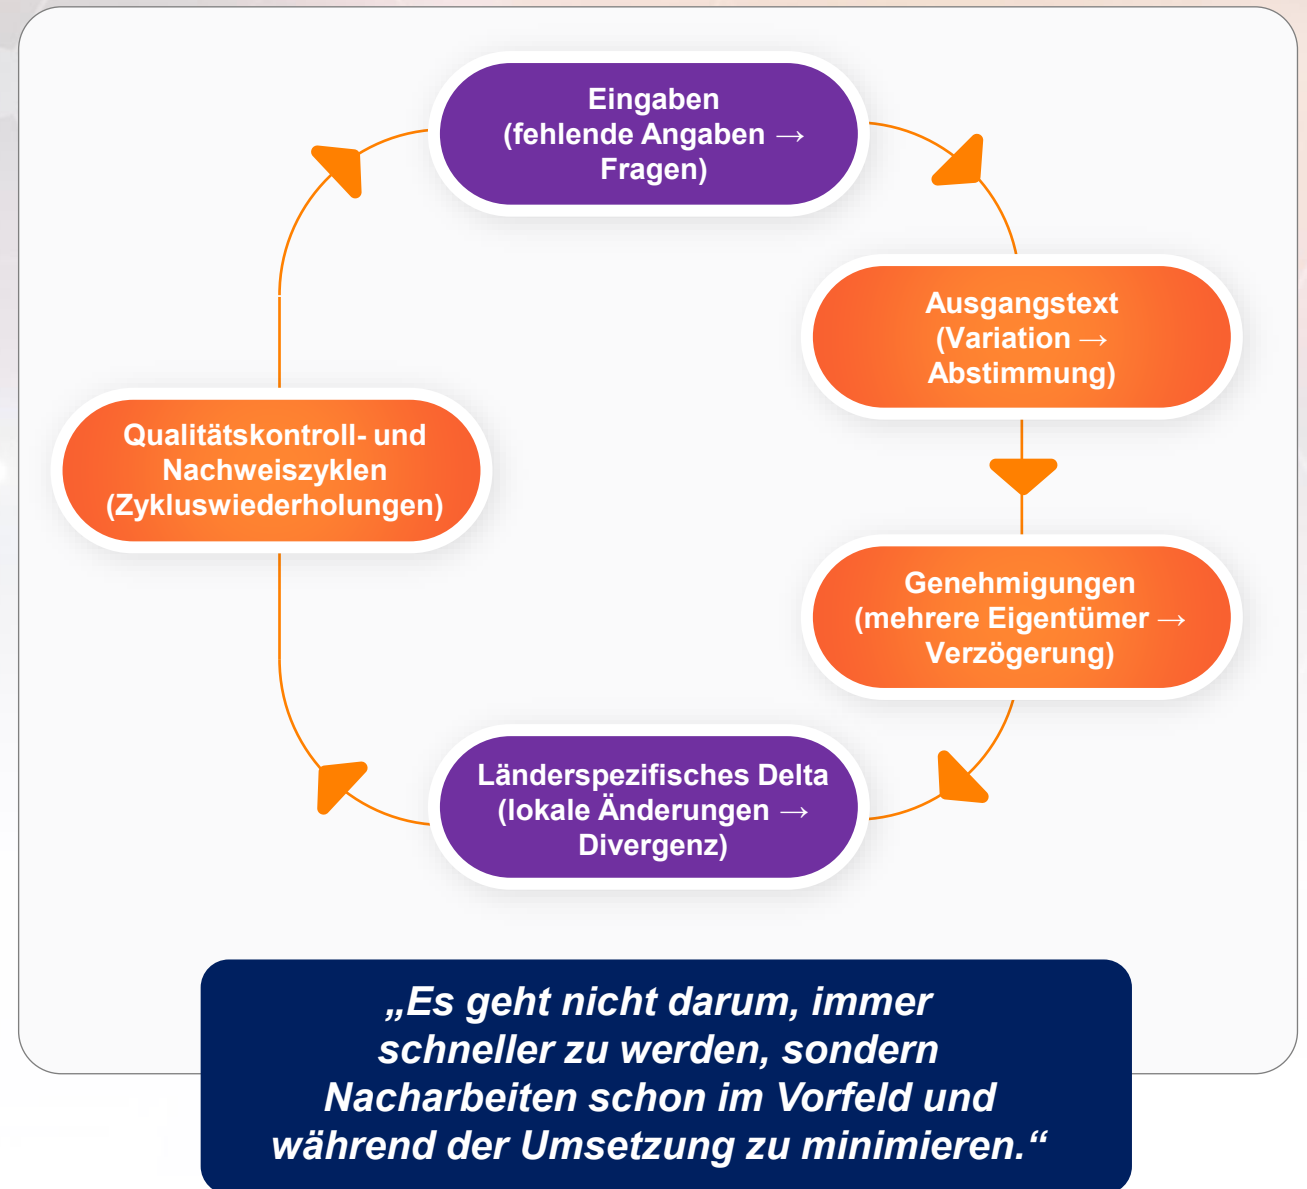 Eingaben
(fehlende Angaben →
Fragen)
Ausgangstext
(Variation →
Abstimmung)
Genehmigungen
(mehrere Eigentümer →
Verzögerung)
Länderspezifisches Delta
(lokale Änderungen →
Divergenz)
Qualitätskontroll- und
Nachweiszyklen
(Zykluswiederholungen)
„Es geht nicht darum, immer
schneller zu werden, sondern
Nacharbeiten schon im Vorfeld und
während der Umsetzung zu minimieren.“